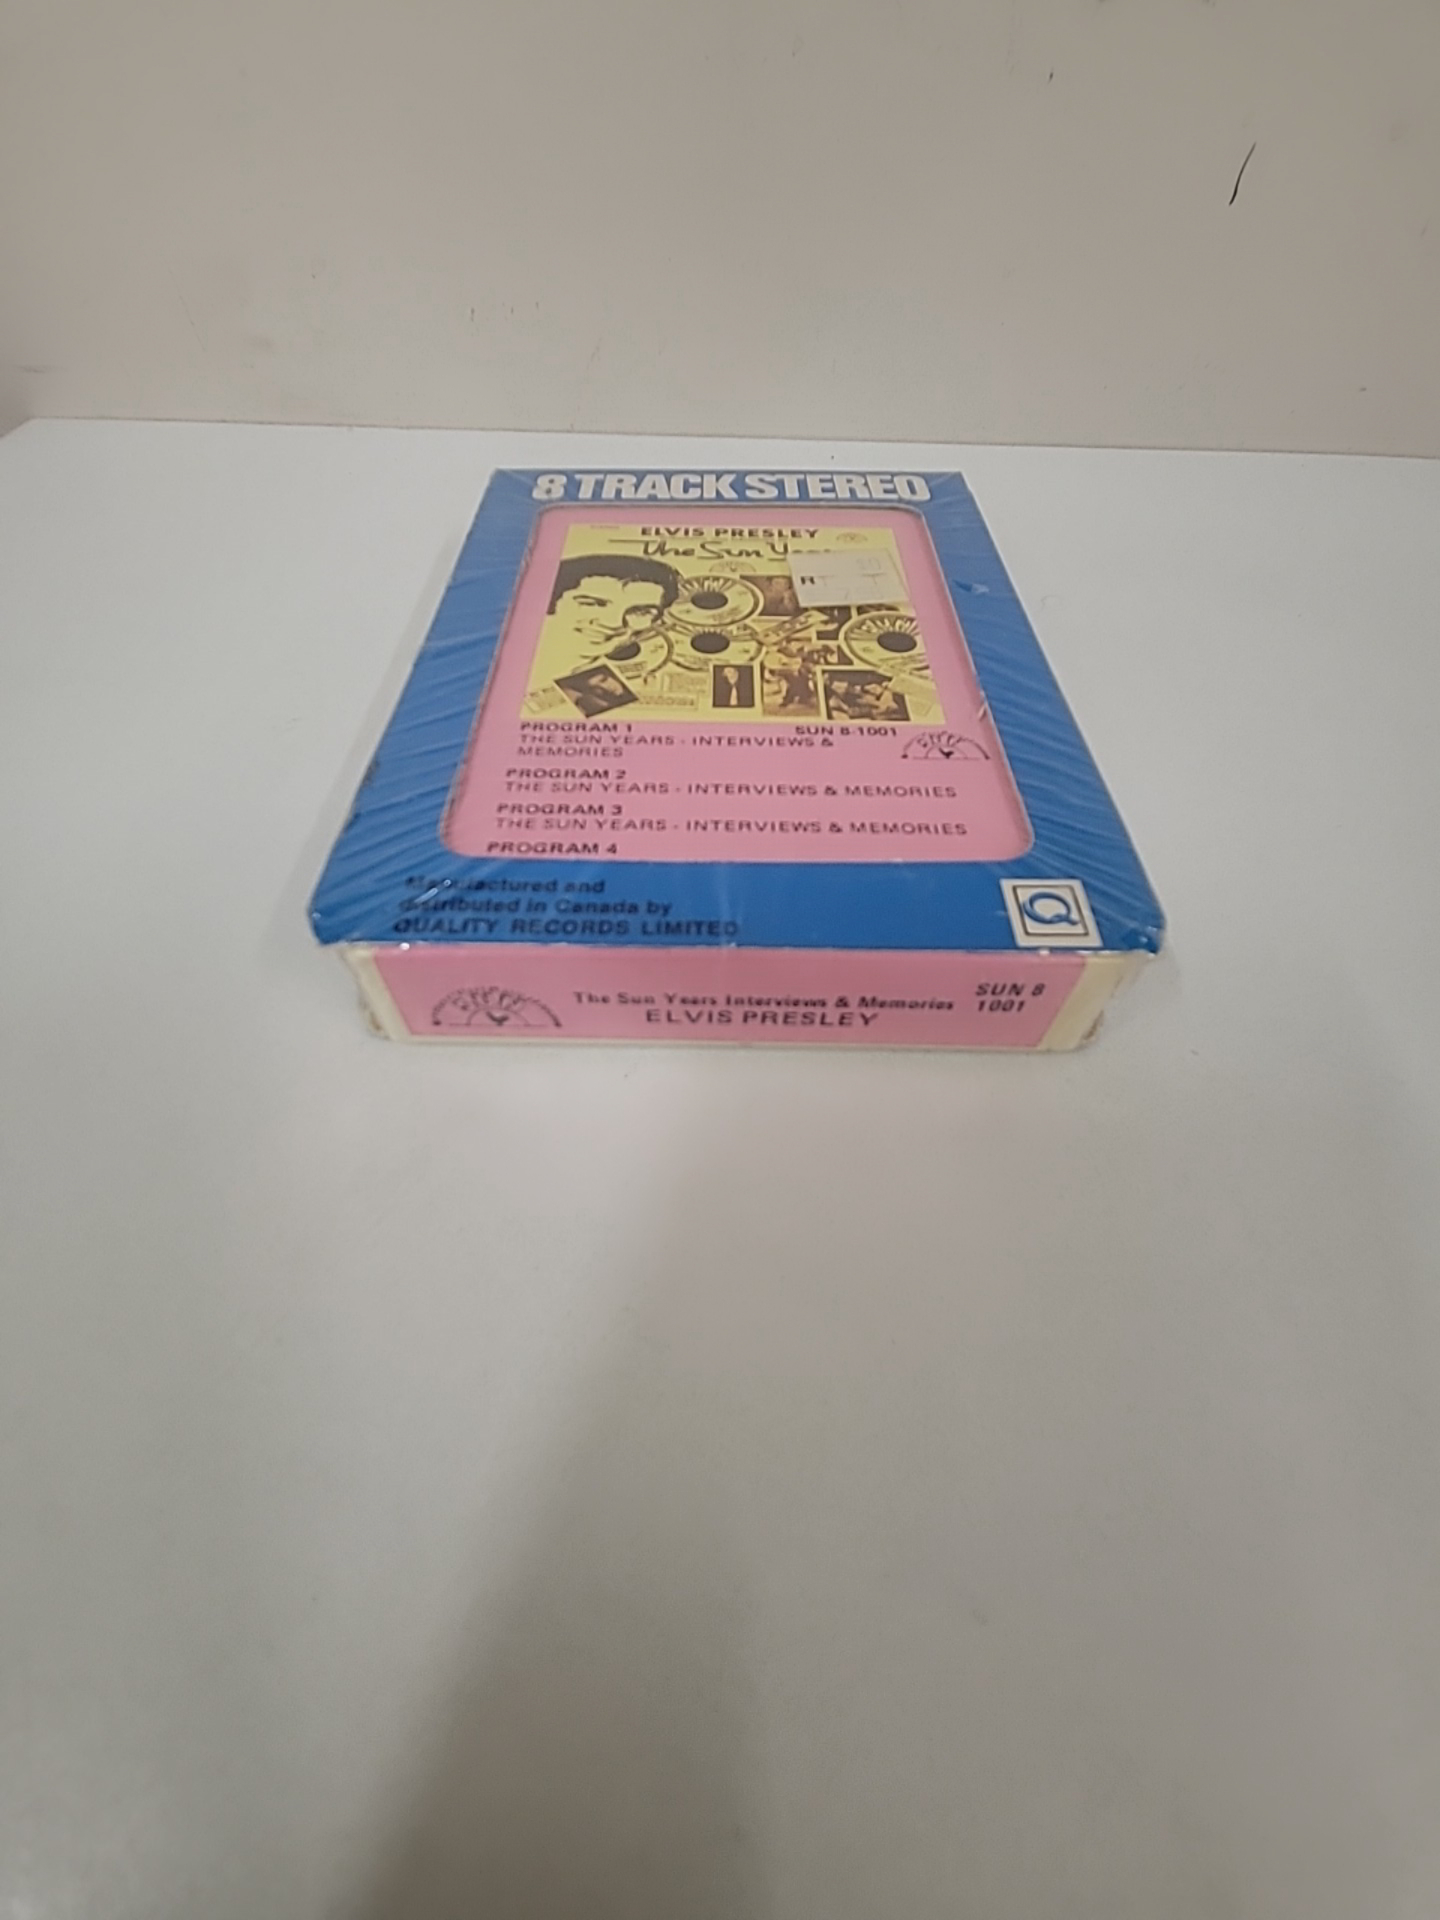 8 TRACK STEREO
ELVIS PRESLEY
The Sun
R
PROGRAM 1 SUN 8-1001
THE SUN YEARS - INTERVIEWS &
MEMORIES
PROGRAM 2
THE SUN YEARS - INTERVIEWS & MEMORIES
PROGRAM 3
THE SUN YEARS - INTERVIEWS & MEMORIES
PROGRAM 4
Manufactured and
distributed in Canada by
QUALITY RECORDS LIMITED
Q
The Sun Years Interviews & Memories SUN 8
ELVIS PRESLEY 1001